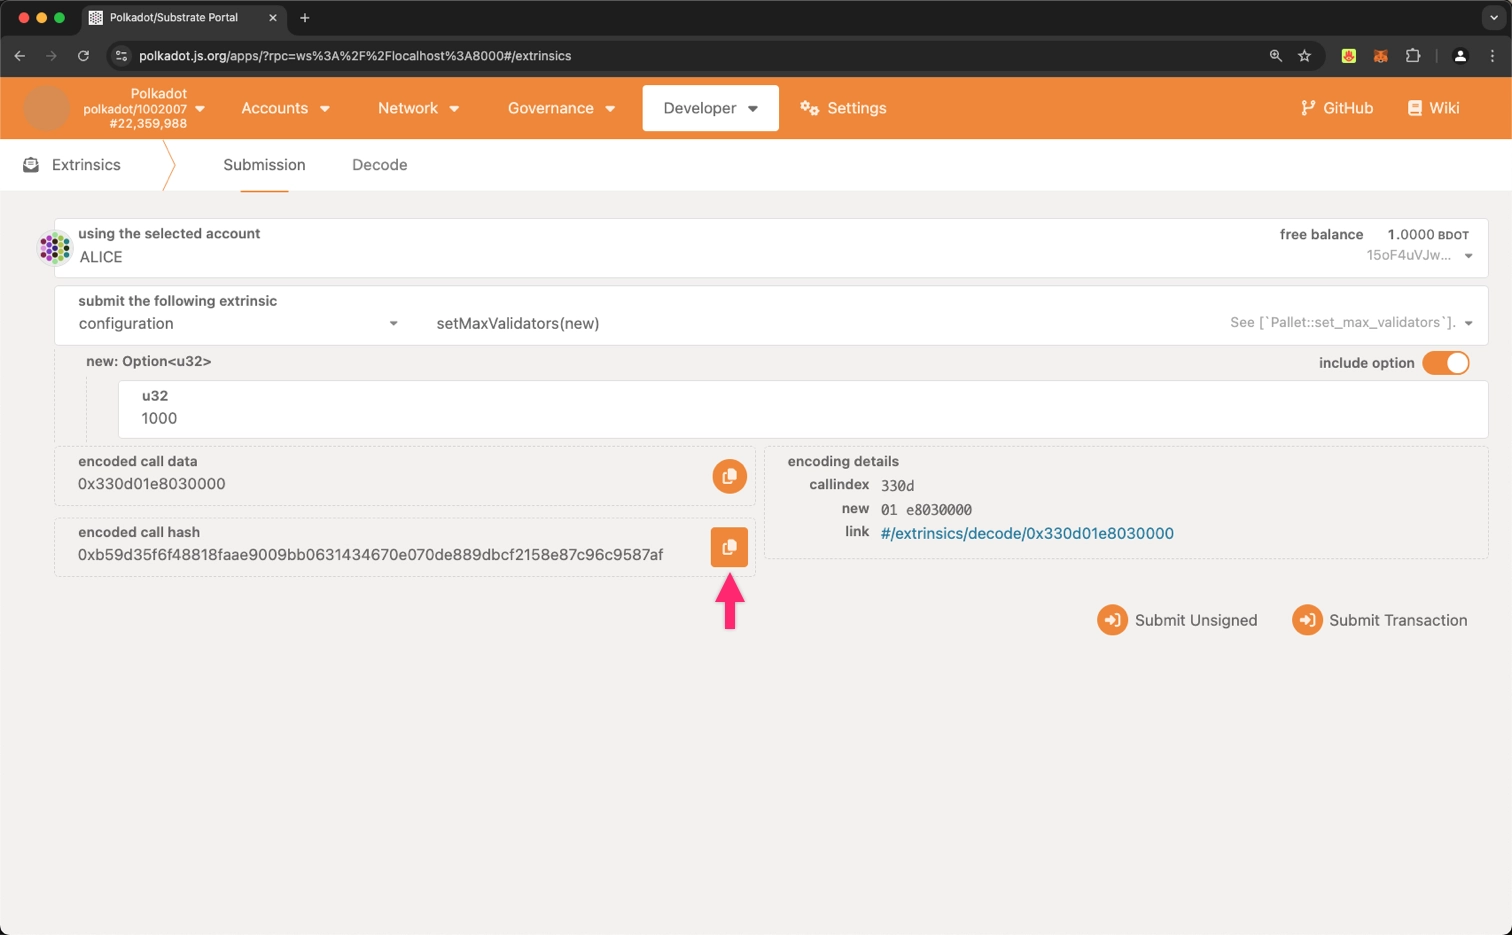 Polkadot/Substrate Portal
polkadot.js.org/apps/?rpc=ws%3A%2F%2Flocalhost%3A8000#/extrinsics
Polkadot
polkadot/1002007
#22,359,988
Accounts
Network
Governance
Developer
Settings
GitHub
Wiki
Extrinsics
Submission
Decode
using the selected account
ALICE
free balance 1.0000 BDOT
15oF4uVJw...
submit the following extrinsic
configuration
setMaxValidators(new)
See [`Pallet::set_max_validators`].
new: Option<u32>
include option
u32
1000
encoded call data
0x330d01e8030000
encoded call hash
0xb59d35f6f48818faae9009bb0631434670e070de889dbcf2158e87c96c9587af
encoding details
callindex 330d
new 01 e8030000
link #/extrinsics/decode/0x330d01e8030000
Submit Unsigned
Submit Transaction